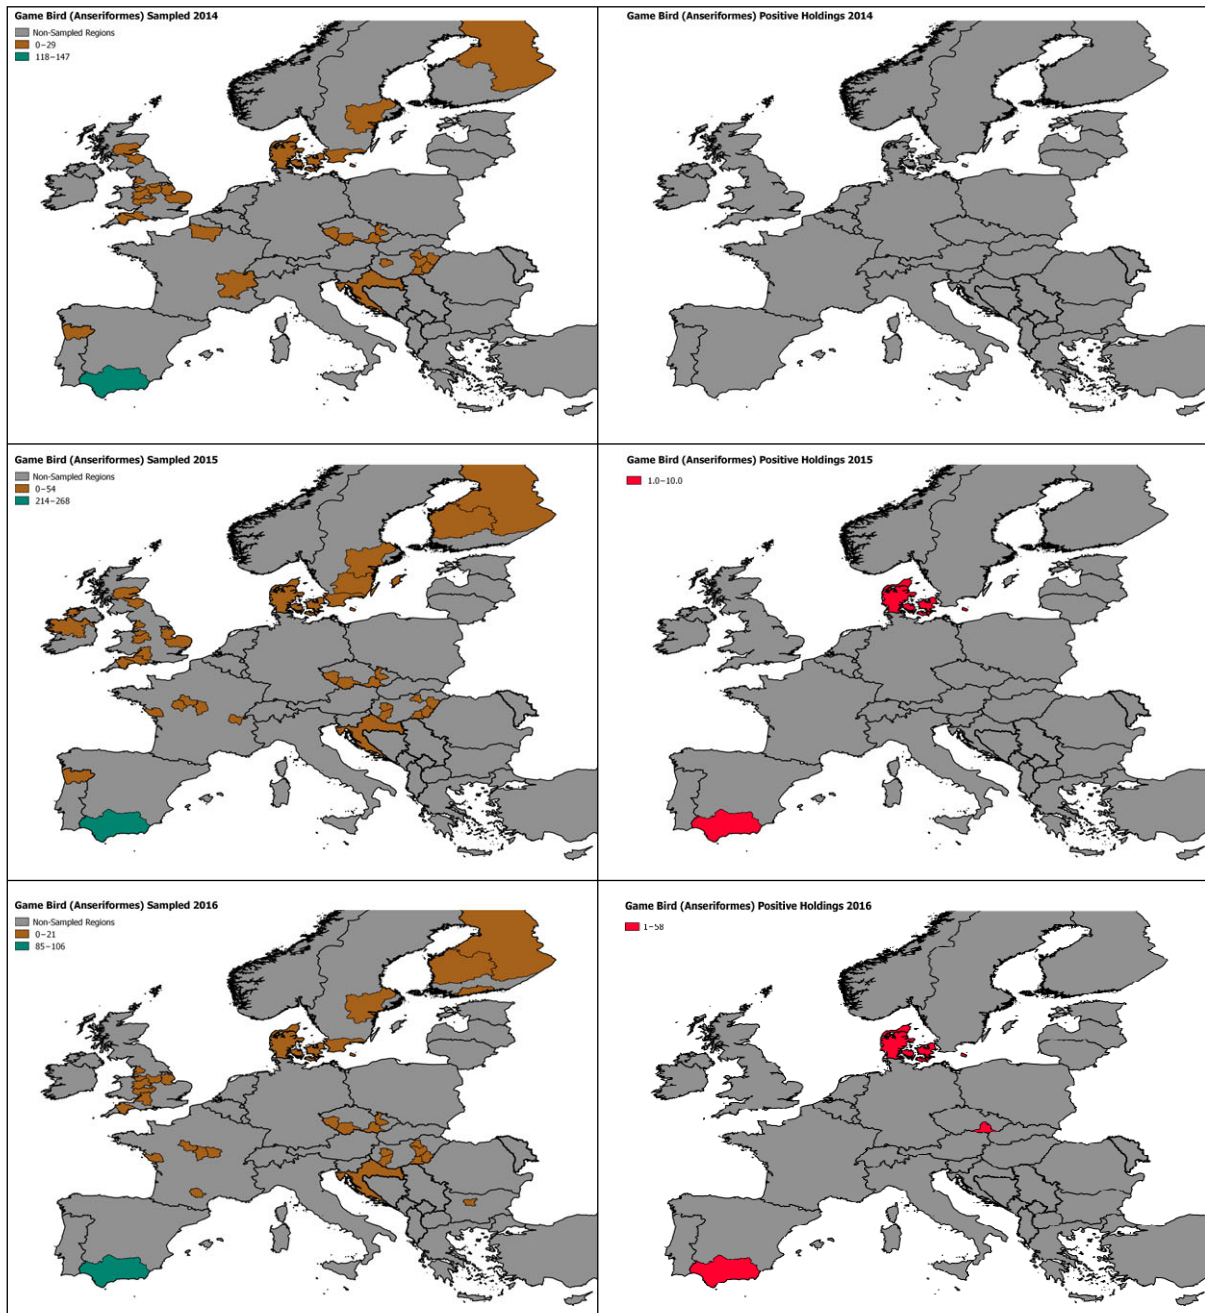 Game Bird (Anseriformes) Sampled 2014
Non-Sampled Regions
0–29
118–147
Game Bird (Anseriformes) Positive Holdings 2014
Game Bird (Anseriformes) Sampled 2015
Non-Sampled Regions
0–54
214–268
Game Bird (Anseriformes) Positive Holdings 2015
1.0–10.0
Game Bird (Anseriformes) Sampled 2016
Non-Sampled Regions
0–21
85–106
Game Bird (Anseriformes) Positive Holdings 2016
1–58